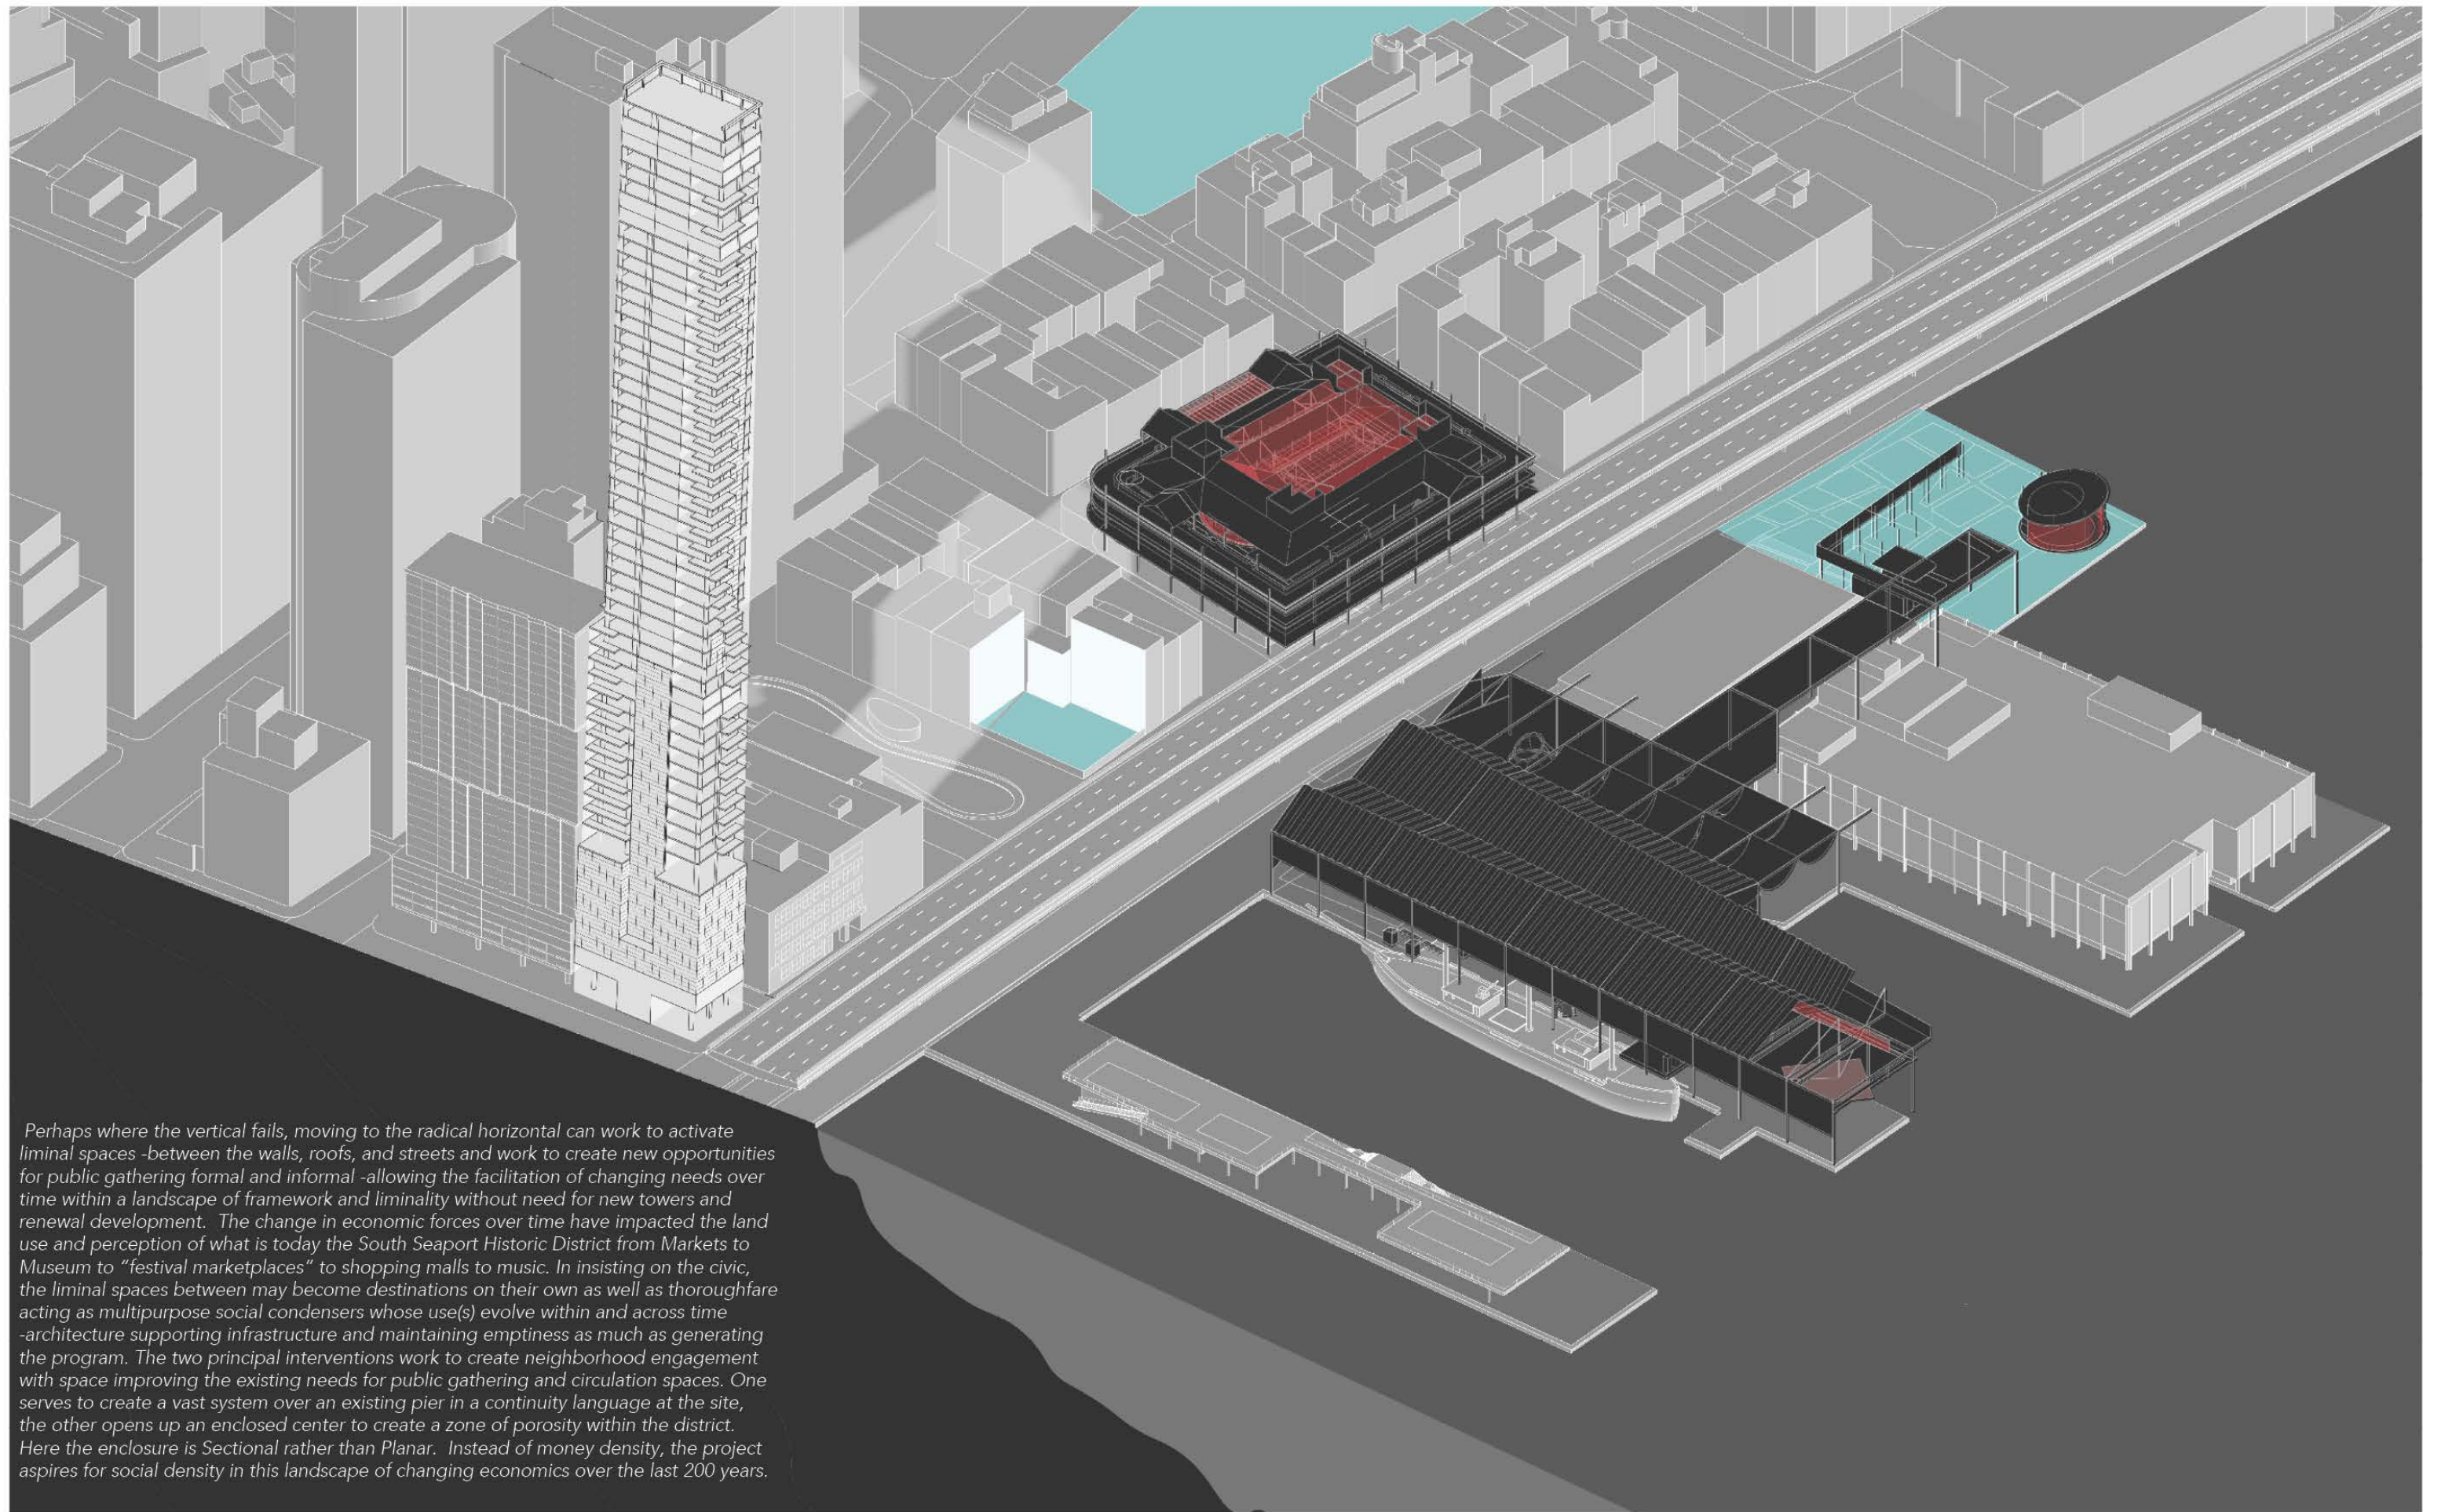 Perhaps where the vertical fails, moving to the radical horizontal can work to activate
liminal spaces -between the walls, roofs, and streets and work to create new opportunities
for public gathering formal and informal -allowing the facilitation of changing needs over
time within a landscape of framework and liminality without need for new towers and
renewal development.  The change in economic forces over time have impacted the land
use and perception of what is today the South Seaport Historic District from Markets to
Museum to “festival marketplaces” to shopping malls to music. In insisting on the civic,
the liminal spaces between may become destinations on their own as well as thoroughfare
acting as multipurpose social condensers whose use(s) evolve within and across time
-architecture supporting infrastructure and maintaining emptiness as much as generating
the program. The two principal interventions work to create neighborhood engagement
with space improving the existing needs for public gathering and circulation spaces. One
serves to create a vast system over an existing pier in a continuity language at the site,
the other opens up an enclosed center to create a zone of porosity within the district.
Here the enclosure is Sectional rather than Planar.  Instead of money density, the project
aspires for social density in this landscape of changing economics over the last 200 years.